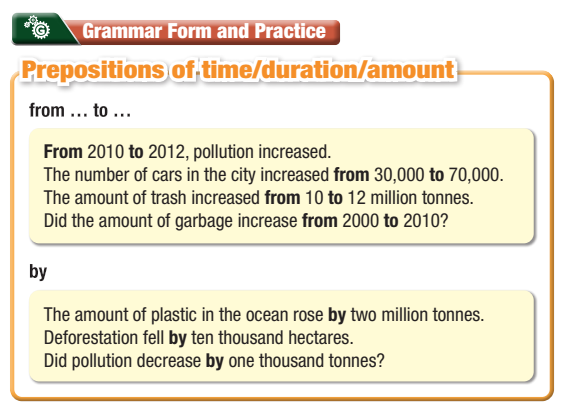 Grammar Form and Practice
Prepositions of time/duration/amount
from … to …
From 2010 to 2012, pollution increased.
The number of cars in the city increased from 30,000 to 70,000.
The amount of trash increased from 10 to 12 million tonnes.
Did the amount of garbage increase from 2000 to 2010?
by
The amount of plastic in the ocean rose by two million tonnes.
Deforestation fell by ten thousand hectares.
Did pollution decrease by one thousand tonnes?